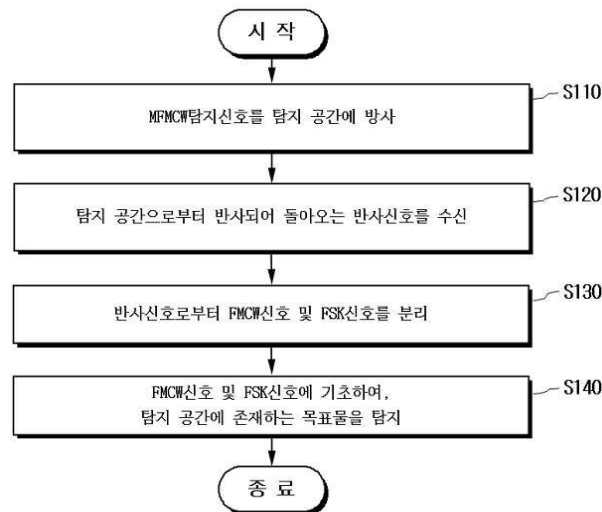 시 작
MFMCW탐지신호를 탐지 공간에 방사
S110
탐지 공간으로부터 반사되어 돌아오는 반사신호를 수신
S120
반사신호로부터 FMCW신호 및 FSK신호를 분리
S130
FMCW신호 및 FSK신호에 기초하여,
탐지 공간에 존재하는 목표물을 탐지
S140
종 료